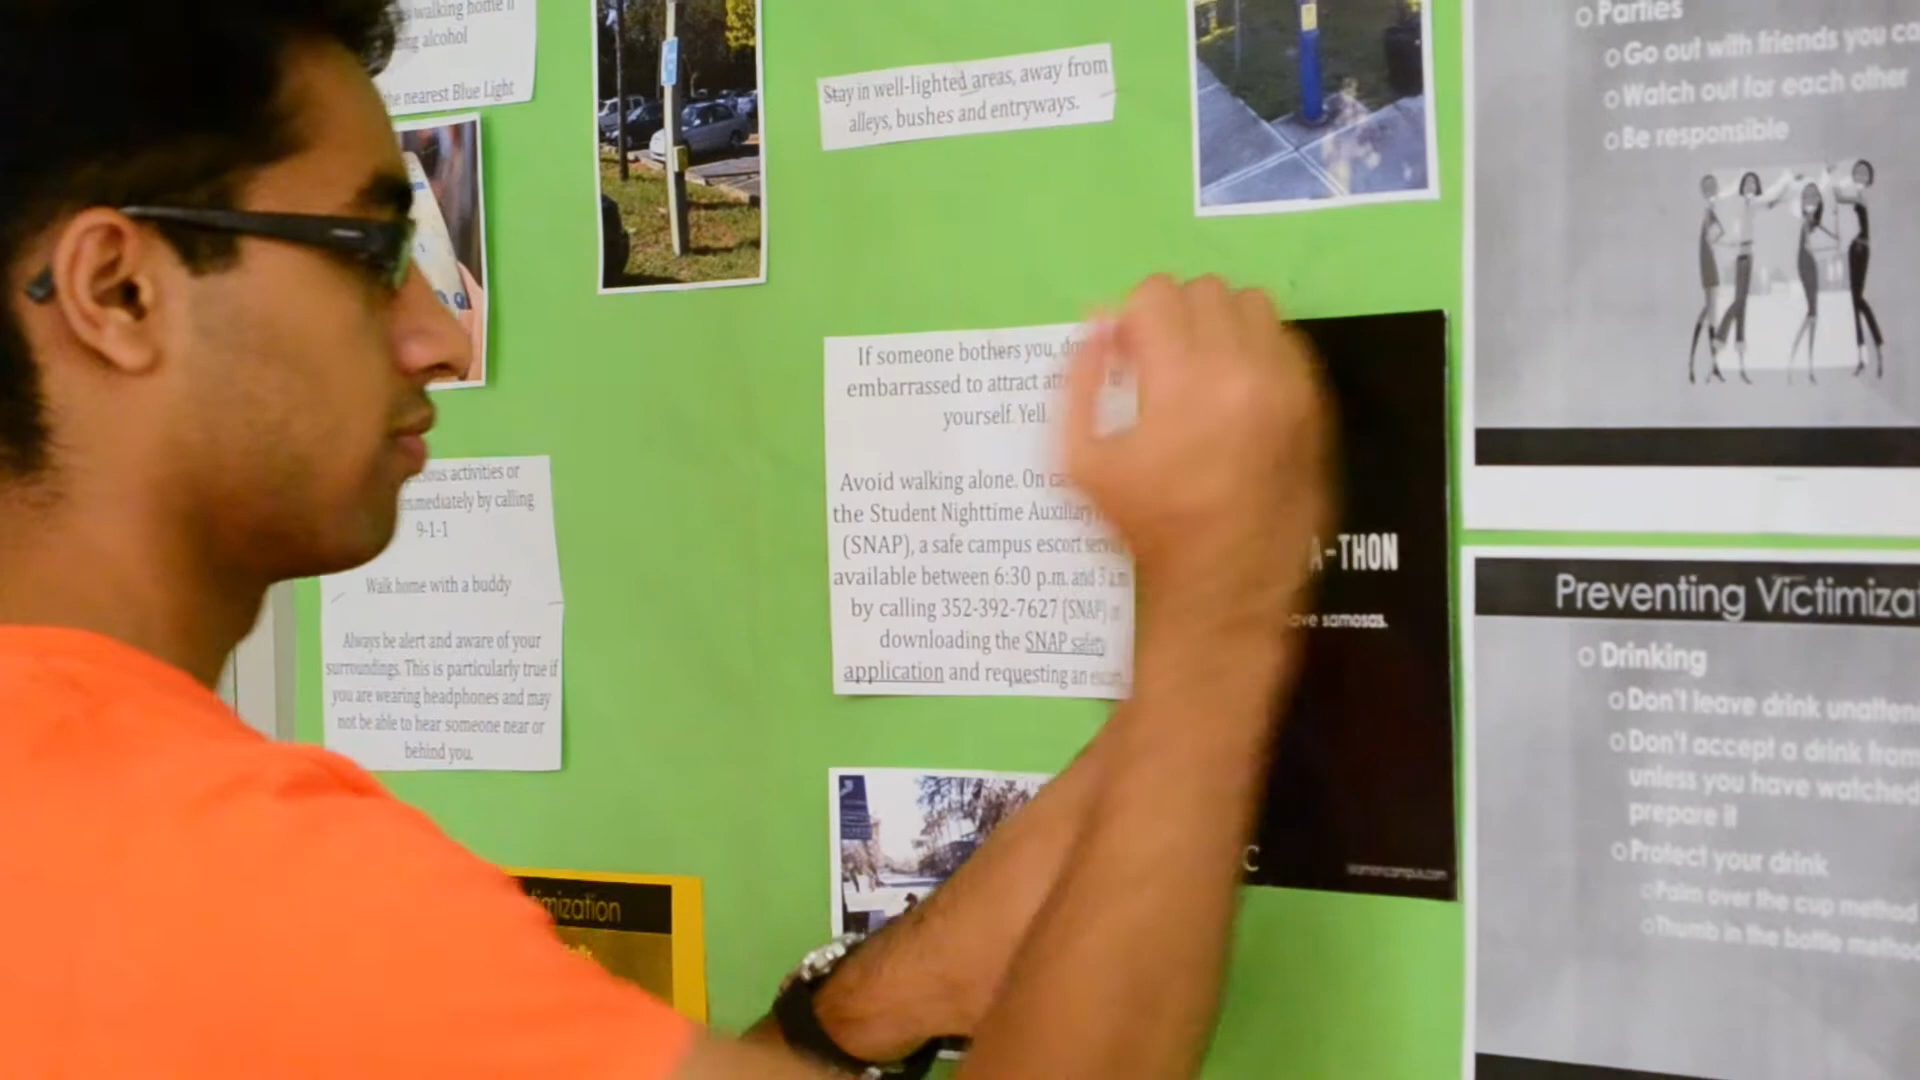 walking home if
alcohol
the nearest Blue Light
Stay in well-lighted areas, away from
alleys, bushes and entryways.
If someone bothers you,
embarrassed to attract
yourself. Yell.
Avoid walking alone. On
the Student Nighttime Auxiliary
(SNAP), a safe campus escort
available between 6:30 p.m. and 3 a.m.
by calling 352-392-7627 (SNAP)
downloading the SNAP safety
application and requesting an
activities or
immediately by calling
9-1-1
Walk home with a buddy
Always be alert and aware of your
surroundings. This is particularly true if
you are wearing headphones and may
not be able to hear someone near or
behind you.
A-THON
samosas.
C
Parties
Go out with friends you
Watch out for each other
Be responsible
Preventing
Drinking
Don't leave drink
Don't accept a drink from
unless you have watched
prepare it
Protect your drink
Palm over the cup method
Thumb in the bottle method